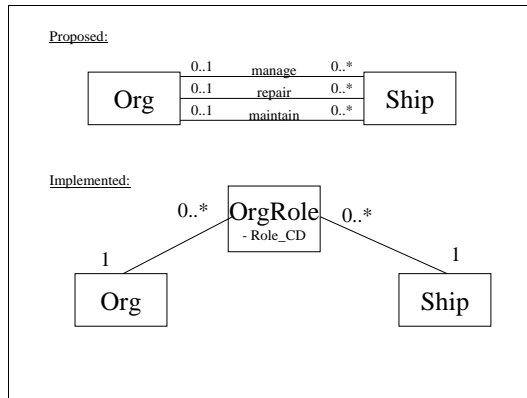 Proposed:
0..1 manage 0..*
0..1 repair 0..*
0..1 maintain 0..*
Org
Ship
Implemented:
OrgRole
- Role_CD
0..*
0..*
1
1
Org
Ship